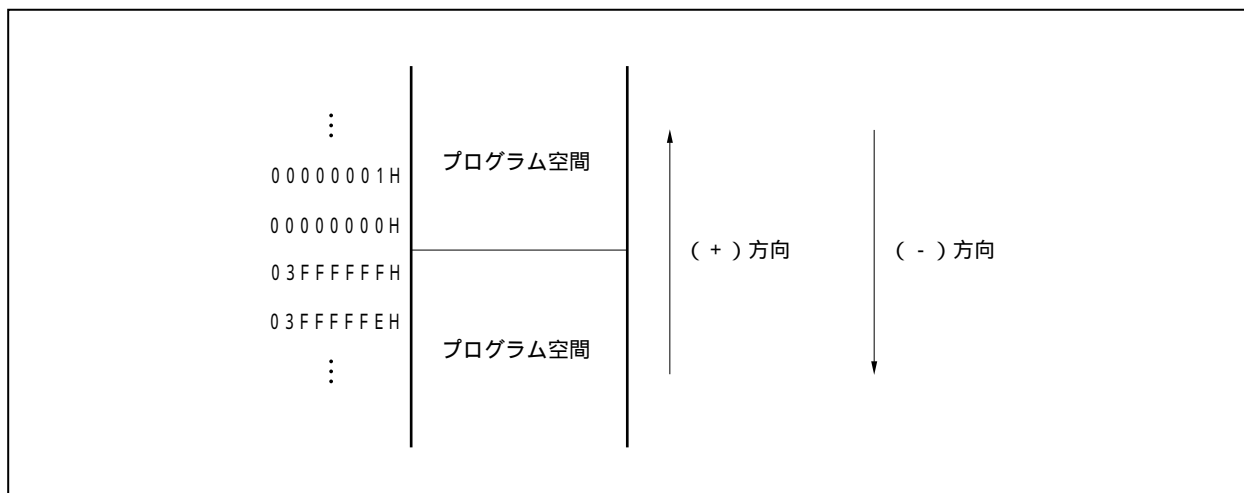 ⋮
プログラム空間
00000001H
00000000H
(+)方向
(-)方向
03FFFFFFH
03FFFFFEH
プログラム空間
⋮